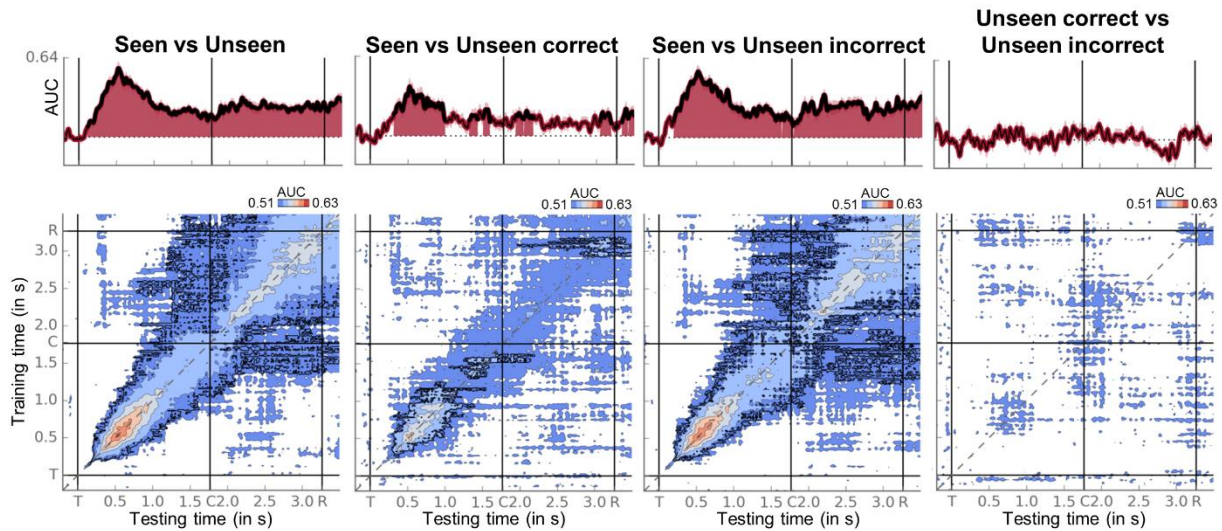 Seen vs Unseen
Seen vs Unseen correct
Seen vs Unseen incorrect
Unseen correct vs
Unseen incorrect
0.64
AUC
AUC
0.51 0.63
AUC
0.51 0.63
AUC
0.51 0.63
AUC
0.51 0.63
Training time (in s)
R
3.0
2.5
2.0
C
1.5
1.0
0.5
T
T 0.5 1.0 1.5 C2.0 2.5 3.0 R
Testing time (in s)
T 0.5 1.0 1.5 C2.0 2.5 3.0 R
Testing time (in s)
T 0.5 1.0 1.5 C2.0 2.5 3.0 R
Testing time (in s)
T 0.5 1.0 1.5 C2.0 2.5 3.0 R
Testing time (in s)